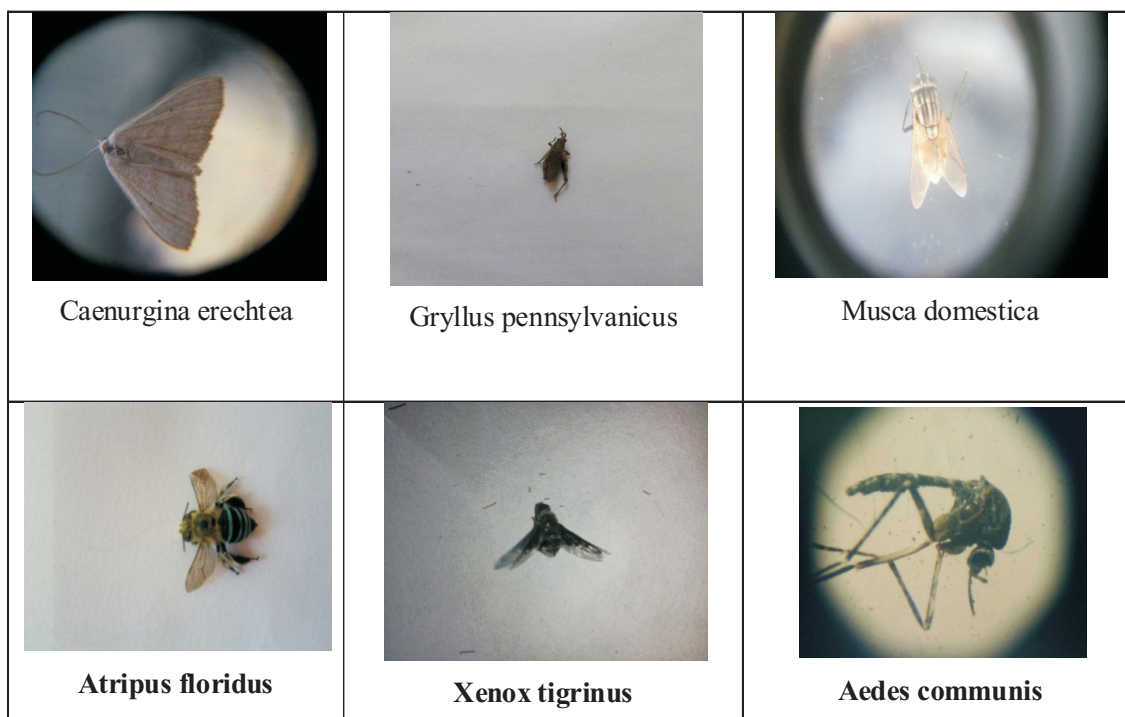 Caenurgina erechtea
Gryllus pennsylvanicus
Musca domestica
Atripus floridus
Xenox tigrinus
Aedes communis